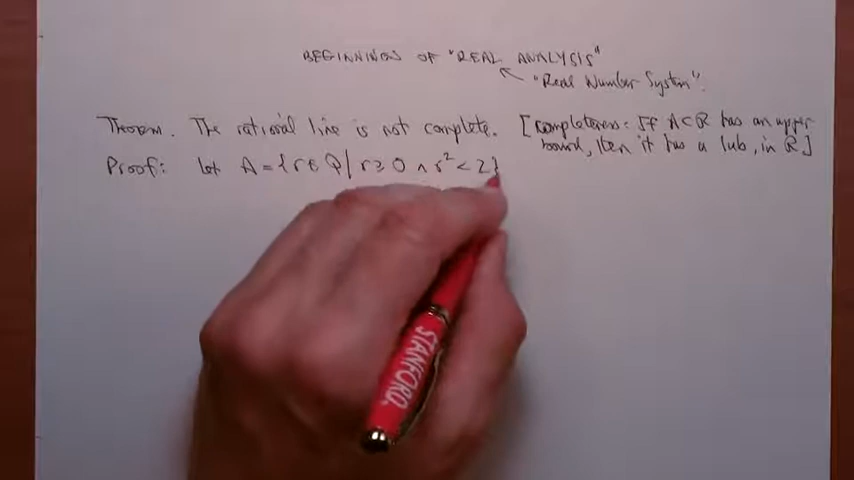 BEGINNINGS OF "REAL ANALYSIS"
"Real Number System".
Theorem. The rational line is not complete. [Completeness: If A⊂ℝ has an upper
bound, then it has a lub, in ℝ]
Proof: Let A = {r ∈ ℚ | r ≥ 0 ∧ r² < 2}
STANFORD